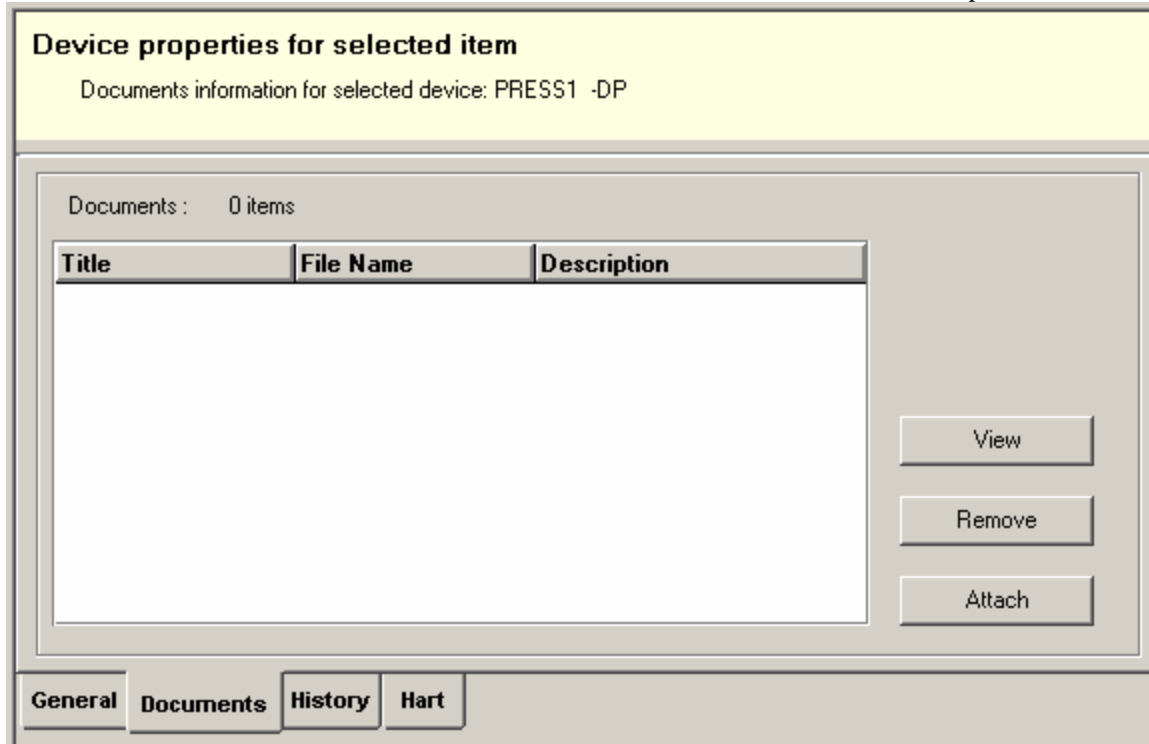 Device properties for selected item
Documents information for selected device: PRESS1 -DP
Documents : 0 items
Title File Name Description
View
Remove
Attach
General Documents History Hart